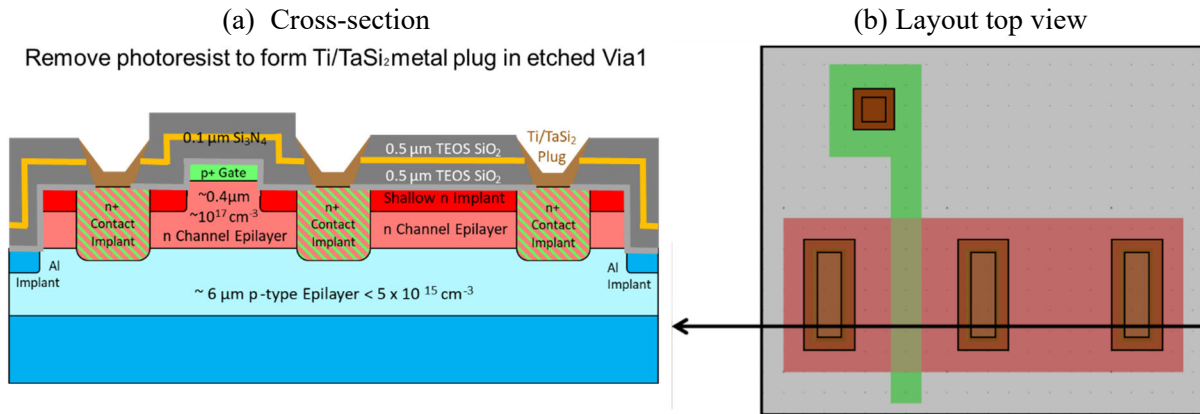 (a) Cross-section
(b) Layout top view
Remove photoresist to form Ti/TaSi₂ metal plug in etched Via1
0.1 µm Si₃N₄
Ti/TaSi₂
Plug
0.5 µm TEOS SiO₂
0.5 µm TEOS SiO₂
p+ Gate
n+
Contact
Implant
~0.4µm
~10¹⁷ cm⁻³
n Channel Epilayer
n+
Contact
Implant
Shallow n Implant
n Channel Epilayer
n+
Contact
Implant
Al
Implant
Al
Implant
~ 6 µm p-type Epilayer < 5 x 10 ¹⁵ cm⁻³